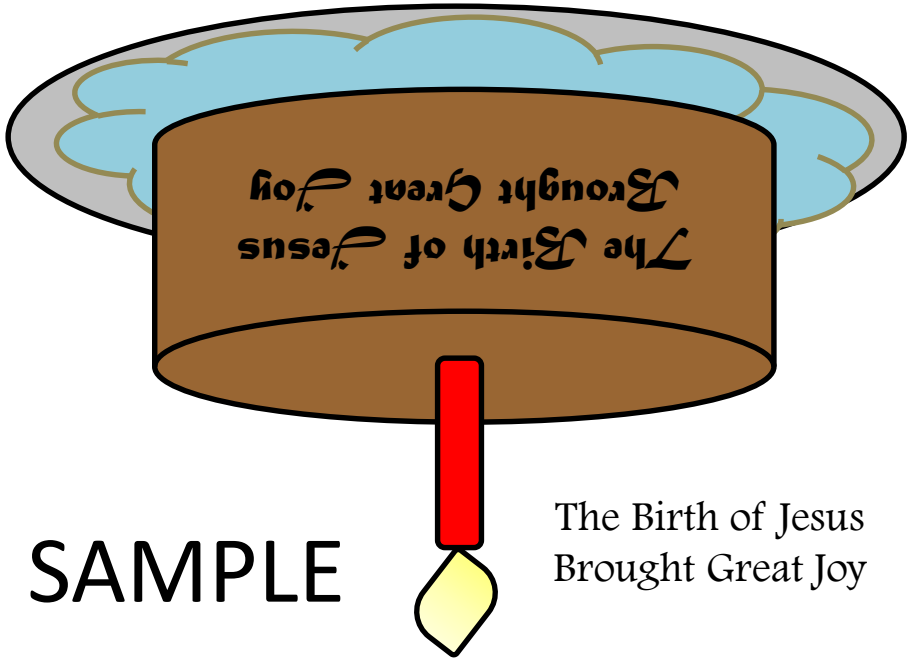 The Birth of Jesus
Brought Great Joy
SAMPLE
The Birth of Jesus
Brought Great Joy